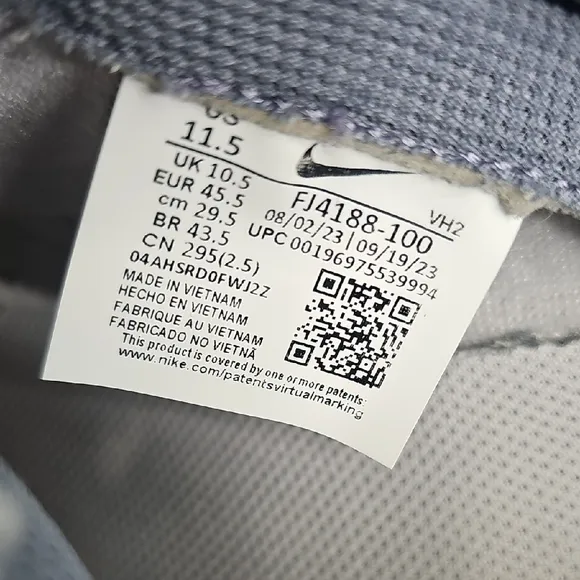 US
11.5
UK 10.5
EUR 45.5
cm 29.5
BR 43.5
CN 295(2.5)
04AHSRD0FWJ2Z
MADE IN VIETNAM
HECHO EN VIETNAM
FABRIQUE AU VIETNAM
FABRICADO NO VIETNÃ
This product is covered by one or more patents:
www.nike.com/patentsvirtualmarking
FJ4188-100
VH2
08/02/23|09/19/23
UPC 00196975539994